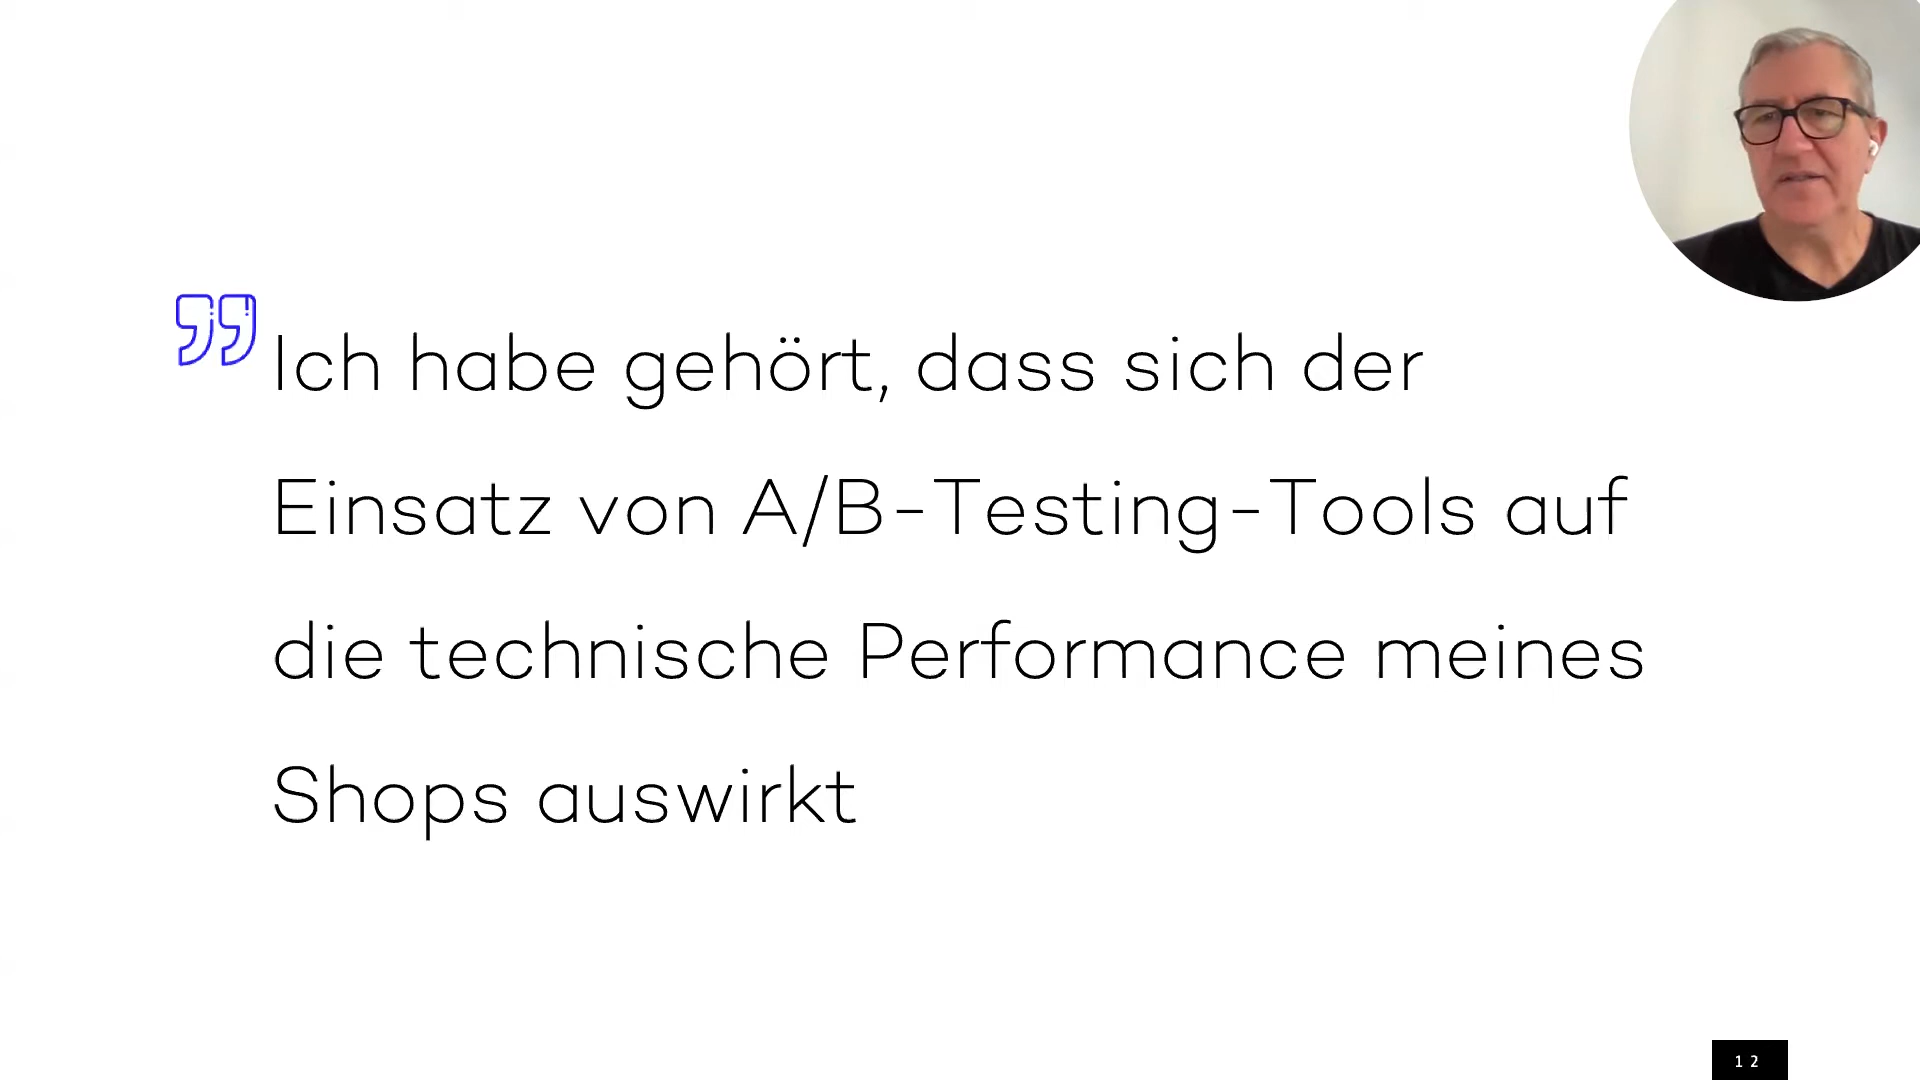 Ich habe gehört, dass sich der
Einsatz von A/B-Testing-Tools auf
die technische Performance meines
Shops auswirkt
12